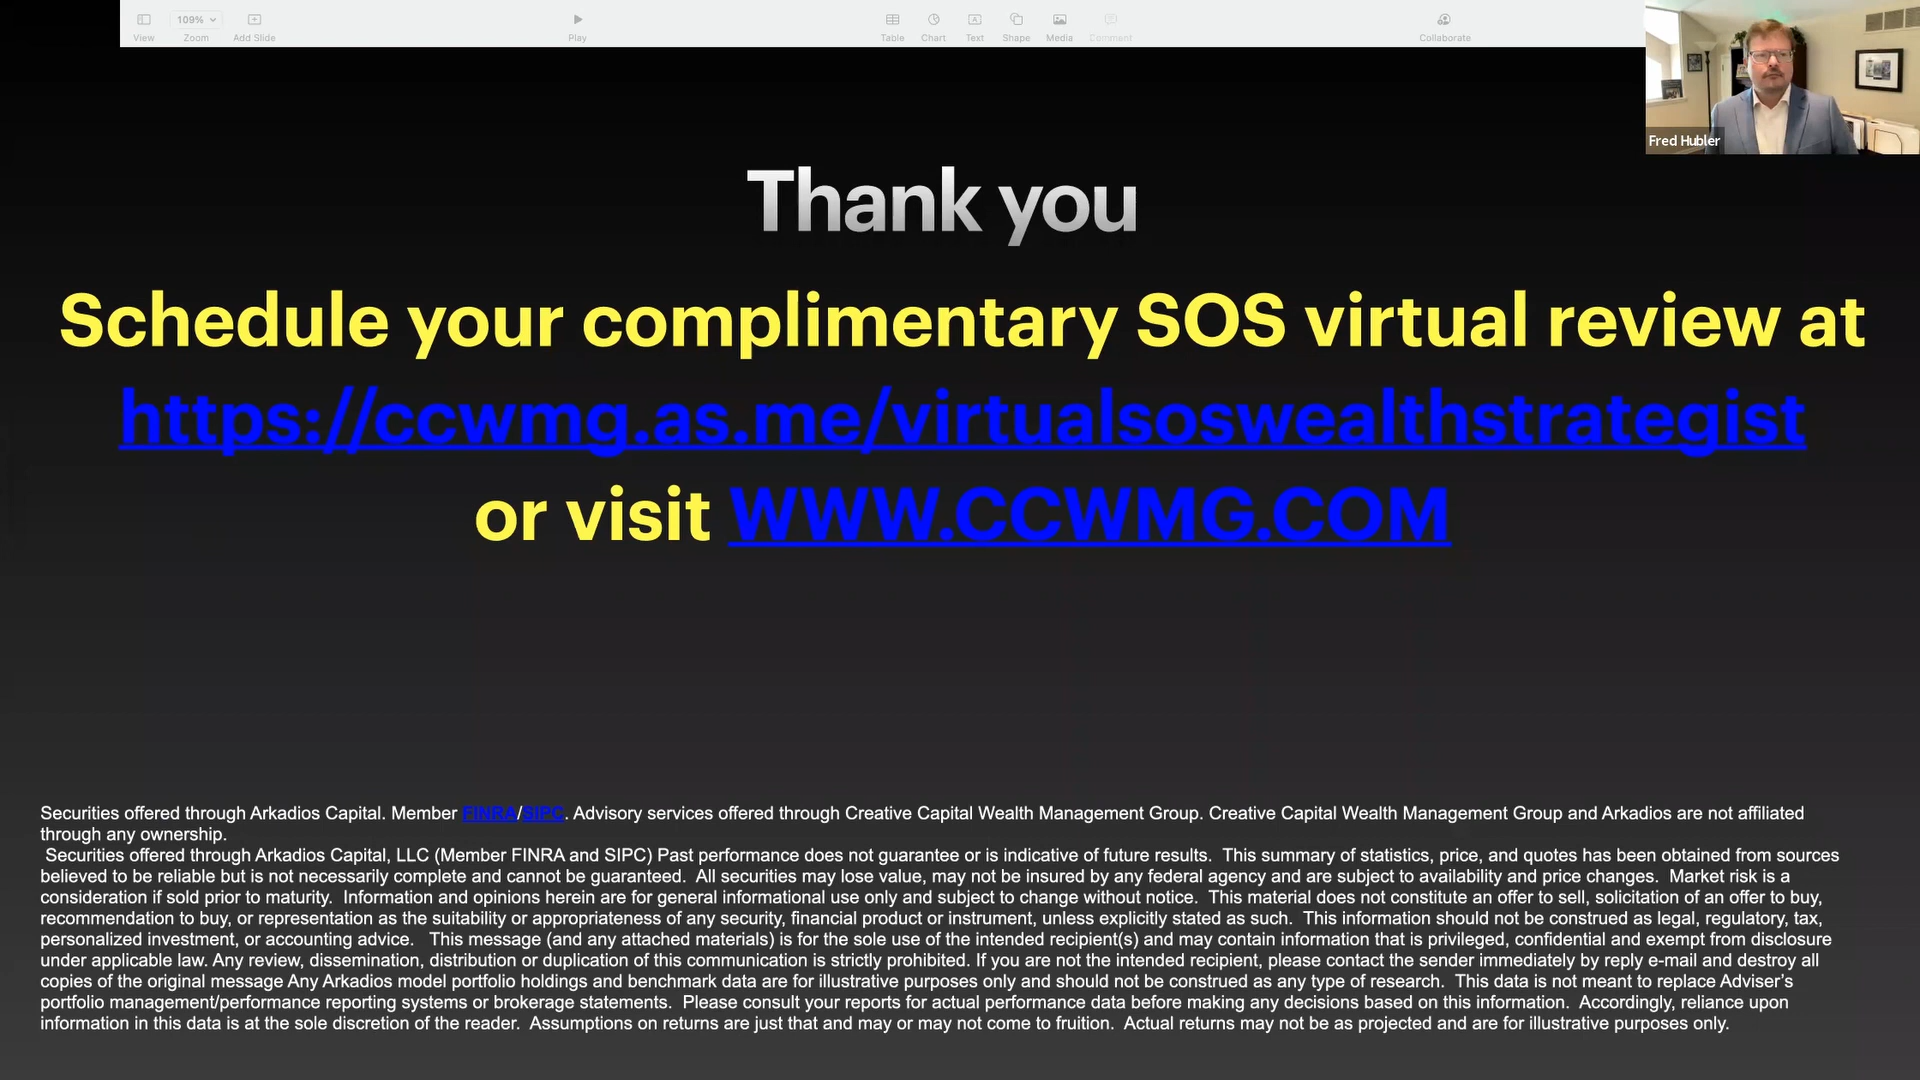 109%
View Zoom Add Slide Play Table Chart Text Shape Media Comment Collaborate
Fred Hubler
Thank you
Schedule your complimentary SOS virtual review at
https://ccwmg.as.me/virtualsoswealthstrategist
or visit WWW.CCWMG.COM
Securities offered through Arkadios Capital. Member FINRA/SIPC. Advisory services offered through Creative Capital Wealth Management Group. Creative Capital Wealth Management Group and Arkadios are not affiliated
through any ownership.
Securities offered through Arkadios Capital, LLC (Member FINRA and SIPC) Past performance does not guarantee or is indicative of future results.  This summary of statistics, price, and quotes has been obtained from sources
believed to be reliable but is not necessarily complete and cannot be guaranteed.  All securities may lose value, may not be insured by any federal agency and are subject to availability and price changes.  Market risk is a
consideration if sold prior to maturity.  Information and opinions herein are for general informational use only and subject to change without notice.  This material does not constitute an offer to sell, solicitation of an offer to buy,
recommendation to buy, or representation as the suitability or appropriateness of any security, financial product or instrument, unless explicitly stated as such.  This information should not be construed as legal, regulatory, tax,
personalized investment, or accounting advice.   This message (and any attached materials) is for the sole use of the intended recipient(s) and may contain information that is privileged, confidential and exempt from disclosure
under applicable law. Any review, dissemination, distribution or duplication of this communication is strictly prohibited. If you are not the intended recipient, please contact the sender immediately by reply e-mail and destroy all
copies of the original message Any Arkadios model portfolio holdings and benchmark data are for illustrative purposes only and should not be construed as any type of research.  This data is not meant to replace Adviser's
portfolio management/performance reporting systems or brokerage statements.  Please consult your reports for actual performance data before making any decisions based on this information.  Accordingly, reliance upon
information in this data is at the sole discretion of the reader.  Assumptions on returns are just that and may or may not come to fruition.  Actual returns may not be as projected and are for illustrative purposes only.